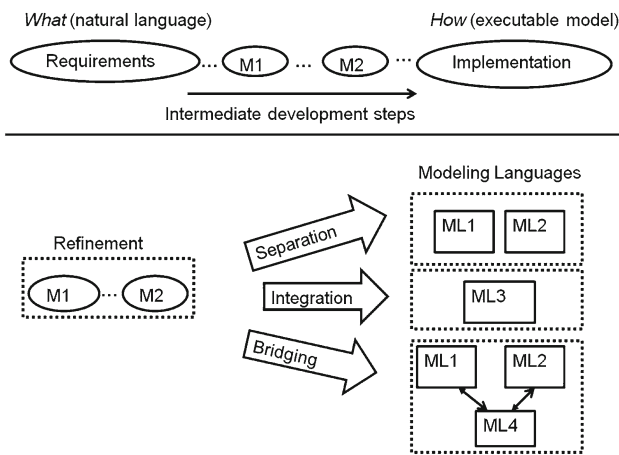 What (natural language) How (executable model)
Requirements ... M1 ... M2 ... Implementation
Intermediate development steps
Modeling Languages
Refinement
M1 ... M2
Separation
ML1 ML2
Integration
ML3
Bridging
ML1 ML2
ML4